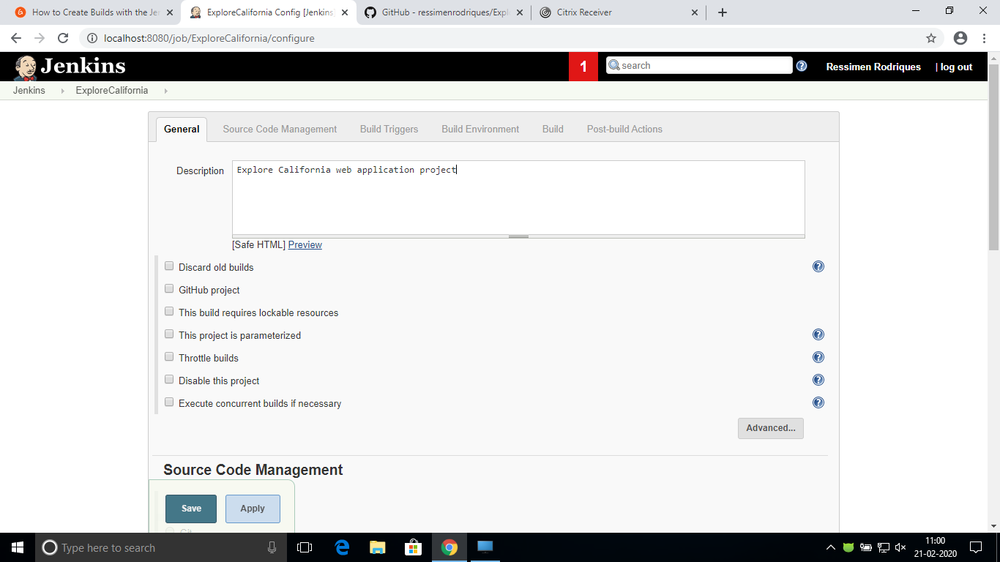 How to Create Builds with the Jen
ExploreCalifornia Config [Jenkins]
GitHub - ressimenrodriques/Expl
Citrix Receiver
localhost:8080/job/ExploreCalifornia/configure
Jenkins
1
search
Ressimen Rodriques
| log out
Jenkins
ExploreCalifornia
General
Source Code Management
Build Triggers
Build Environment
Build
Post-build Actions
Description
Explore California web application project
[Safe HTML] Preview
Discard old builds
GitHub project
This build requires lockable resources
This project is parameterized
Throttle builds
Disable this project
Execute concurrent builds if necessary
Advanced...
Source Code Management
Save
Apply
Git
Type here to search
11:00
21-02-2020